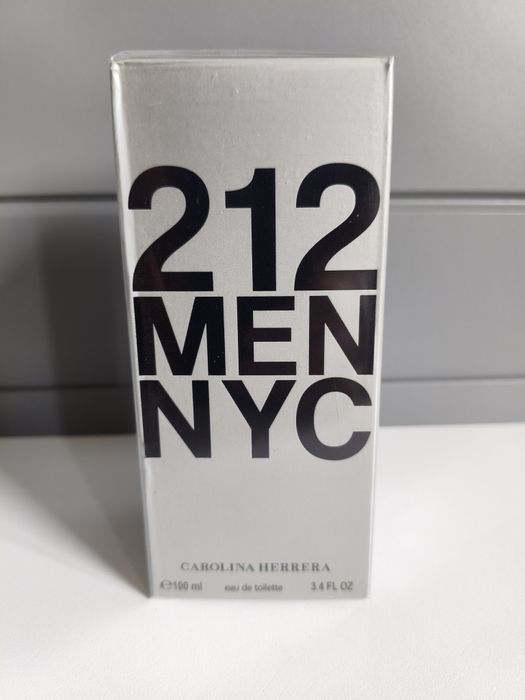 212
MEN
NYC
CAROLINA HERRERA
℮100 ml eau de toilette 3.4 FL OZ